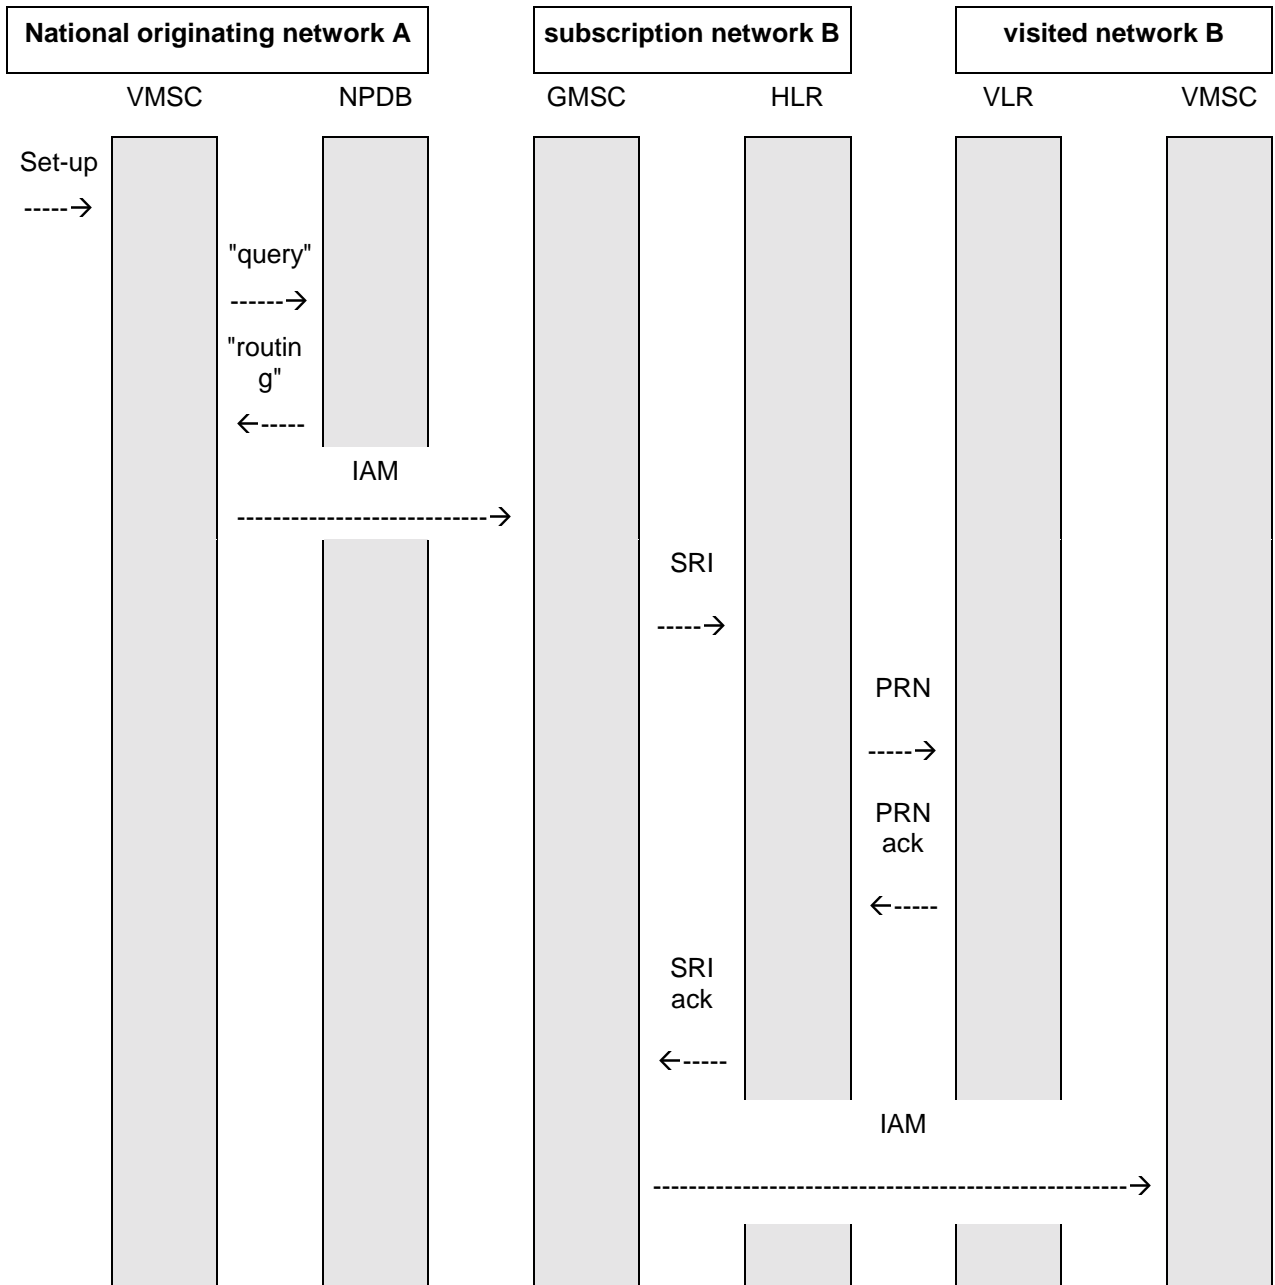 National originating network A
subscription network B
visited network B
VMSC
NPDB
GMSC
HLR
VLR
VMSC
Set-up
-----→
"query"
------→
"routin
g"
←-----
IAM
----------------------------→
SRI
-----→
PRN
-----→
PRN
ack
←-----
SRI
ack
←-----
IAM
-----------------------------------------------------→